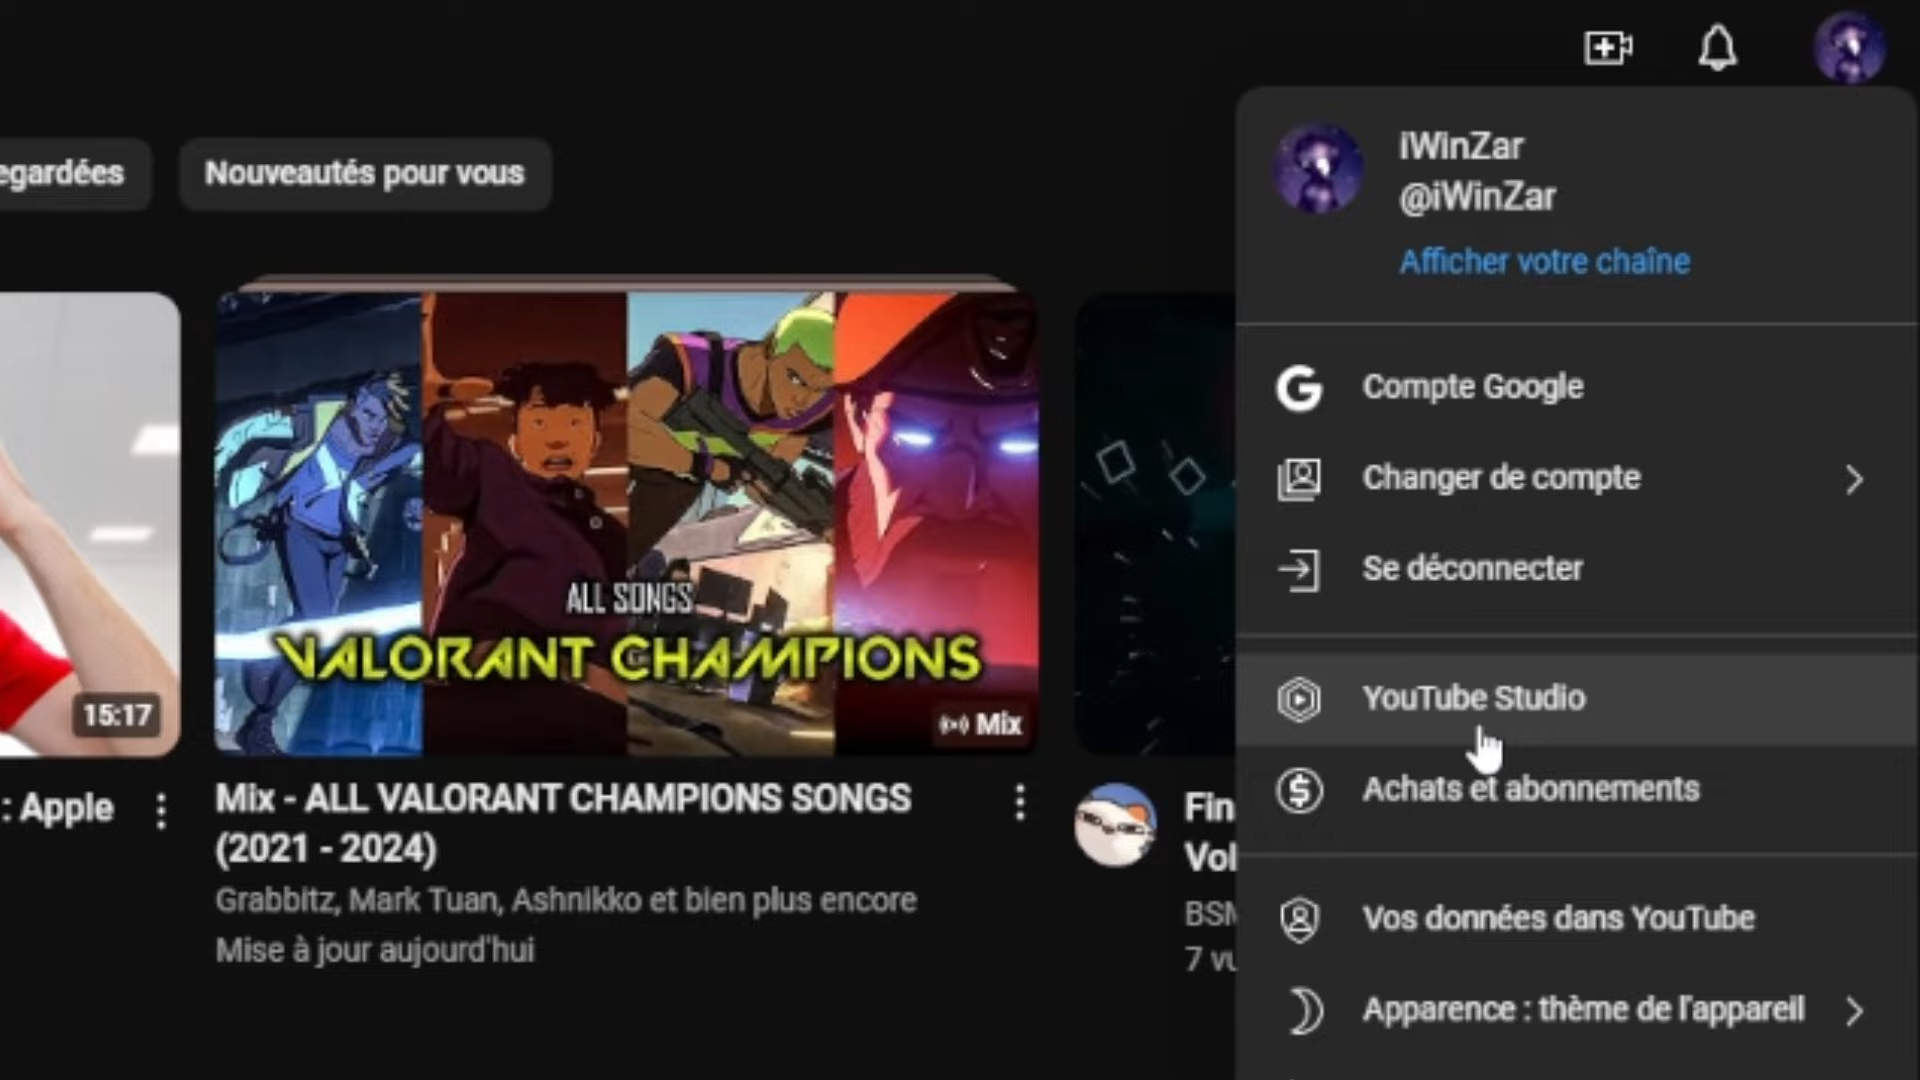 egardées
Nouveautés pour vous
iWinZar
@iWinZar
Afficher votre chaîne
Compte Google
Changer de compte
Se déconnecter
YouTube Studio
Achats et abonnements
Vos données dans YouTube
Apparence : thème de l'appareil
15:17
ALL SONGS
VALORANT CHAMPIONS
Mix
: Apple
Mix - ALL VALORANT CHAMPIONS SONGS
(2021 - 2024)
Grabbitz, Mark Tuan, Ashnikko et bien plus encore
Mise à jour aujourd'hui
Fin
Vol
BSM
7 vu